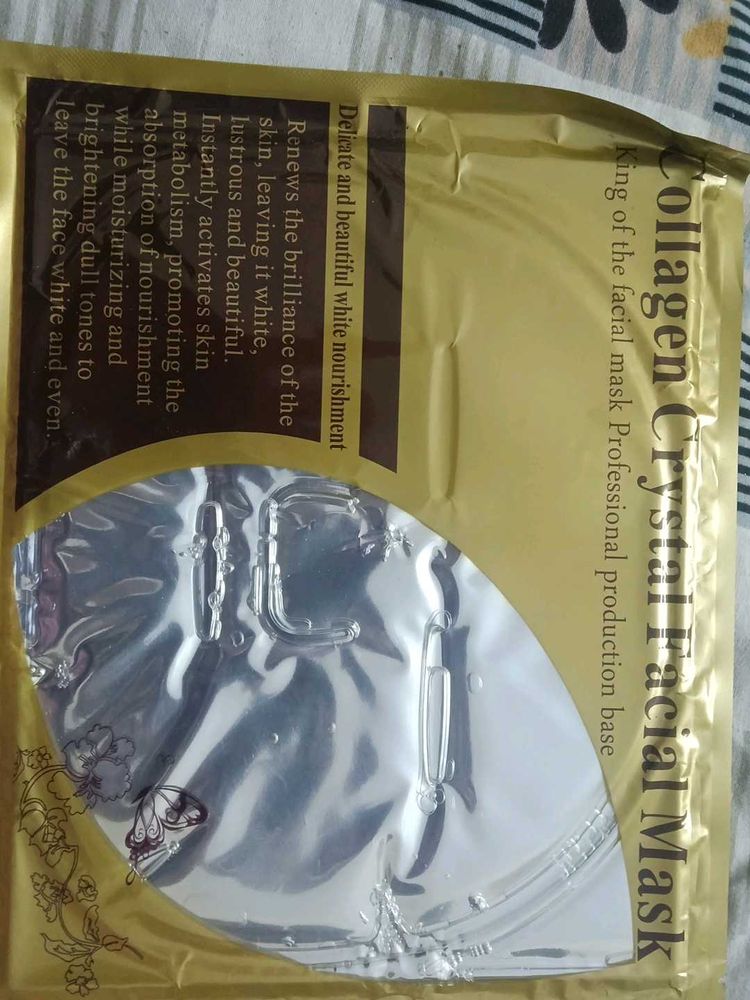 Collagen Crystal Facial Mask
King of the facial mask Professional production base
Delicate and beautiful white nourishment
Renews the brilliance of the
skin, leaving it white,
lustrous and beautiful.
Instantly activates skin
metabolism, promoting the
absorption of nourishment
while moisturizing and
brightening dull tones to
leave the face white and even.